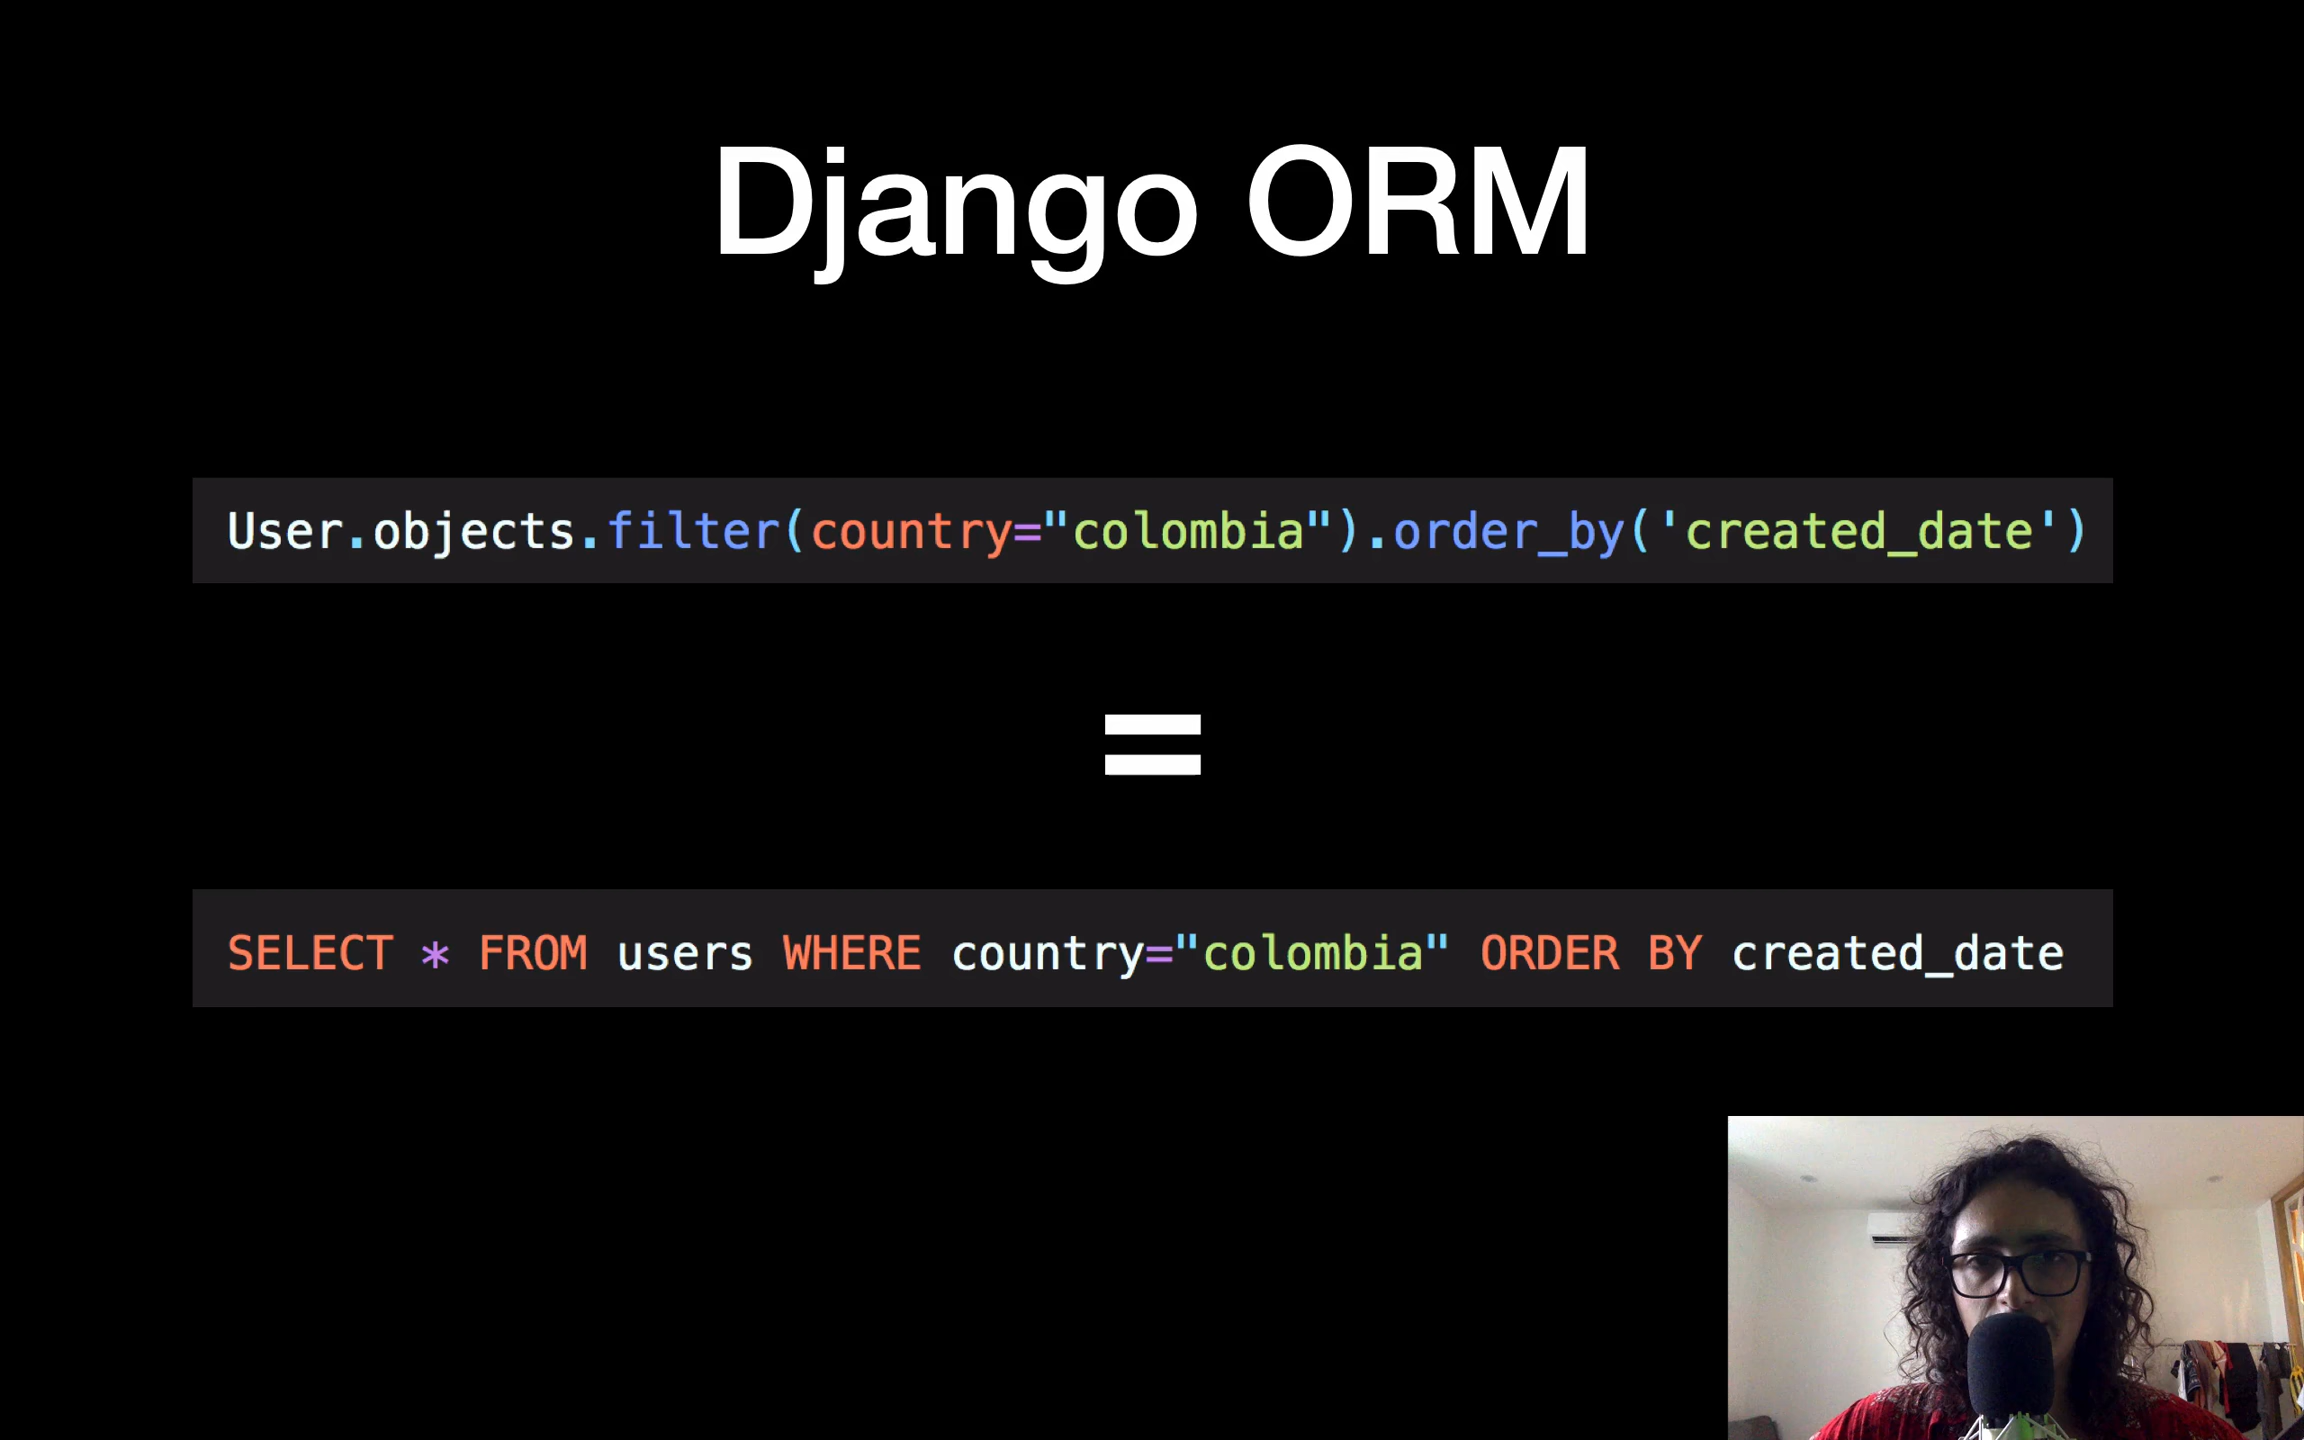 Django ORM
User.objects.filter(country="colombia").order_by('created_date')
=
SELECT * FROM users WHERE country="colombia" ORDER BY created_date